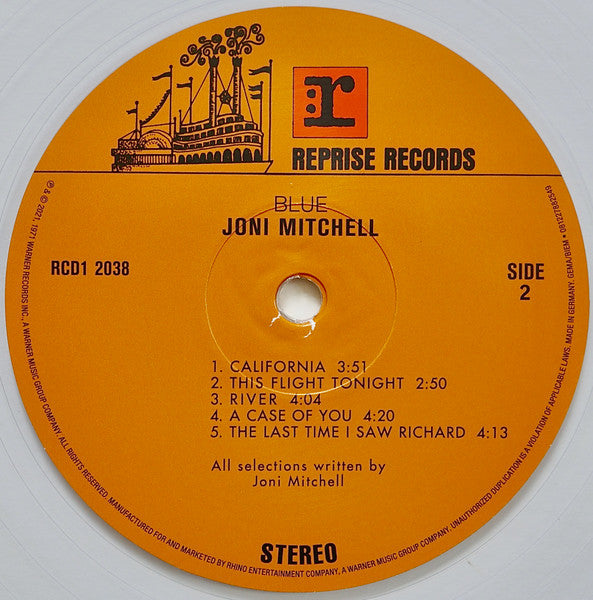 r
REPRISE RECORDS
BLUE
JONI MITCHELL
RCD1 2038
SIDE
2
1. CALIFORNIA 3:51
2. THIS FLIGHT TONIGHT 2:50
3. RIVER 4:04
4. A CASE OF YOU 4:20
5. THE LAST TIME I SAW RICHARD 4:13
All selections written by
Joni Mitchell
STEREO
℗ & © 2021, 1971 WARNER RECORDS INC., A WARNER MUSIC GROUP COMPANY. ALL RIGHTS RESERVED. MANUFACTURED FOR AND MARKETED BY RHINO ENTERTAINMENT COMPANY, A WARNER MUSIC GROUP COMPANY. UNAUTHORIZED DUPLICATION IS A VIOLATION OF APPLICABLE LAWS. MADE IN GERMANY. GEMA/BIEM • 081227882549